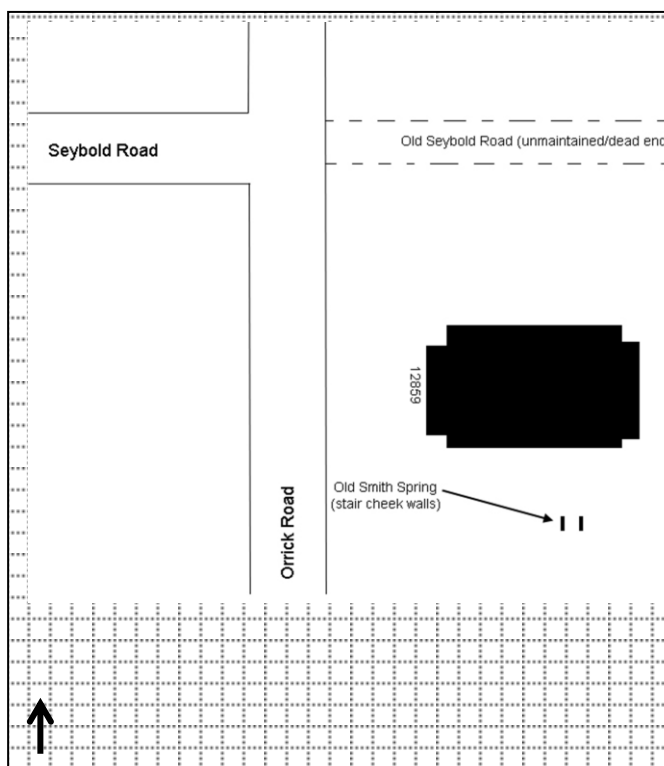 Seybold Road
Old Seybold Road (unmaintained/dead end
12859
Old Smith Spring
(stair cheek walls)
Orrick Road